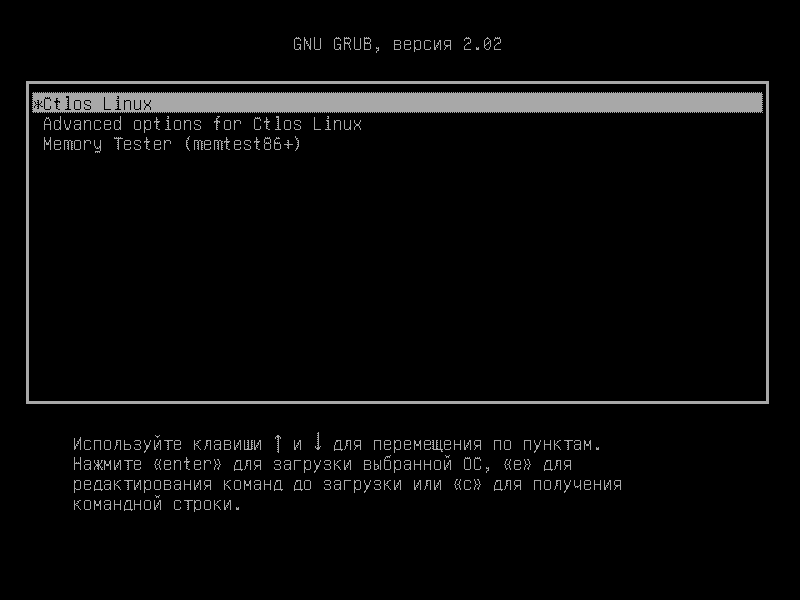 GNU GRUB, версия 2.02
*Ctlos Linux
Advanced options for Ctlos Linux
Memory Tester (memtest86+)
Используйте клавиши ↑ и ↓ для перемещения по пунктам.
Нажмите «enter» для загрузки выбранной ОС, «e» для
редактирования команд до загрузки или «c» для получения
командной строки.